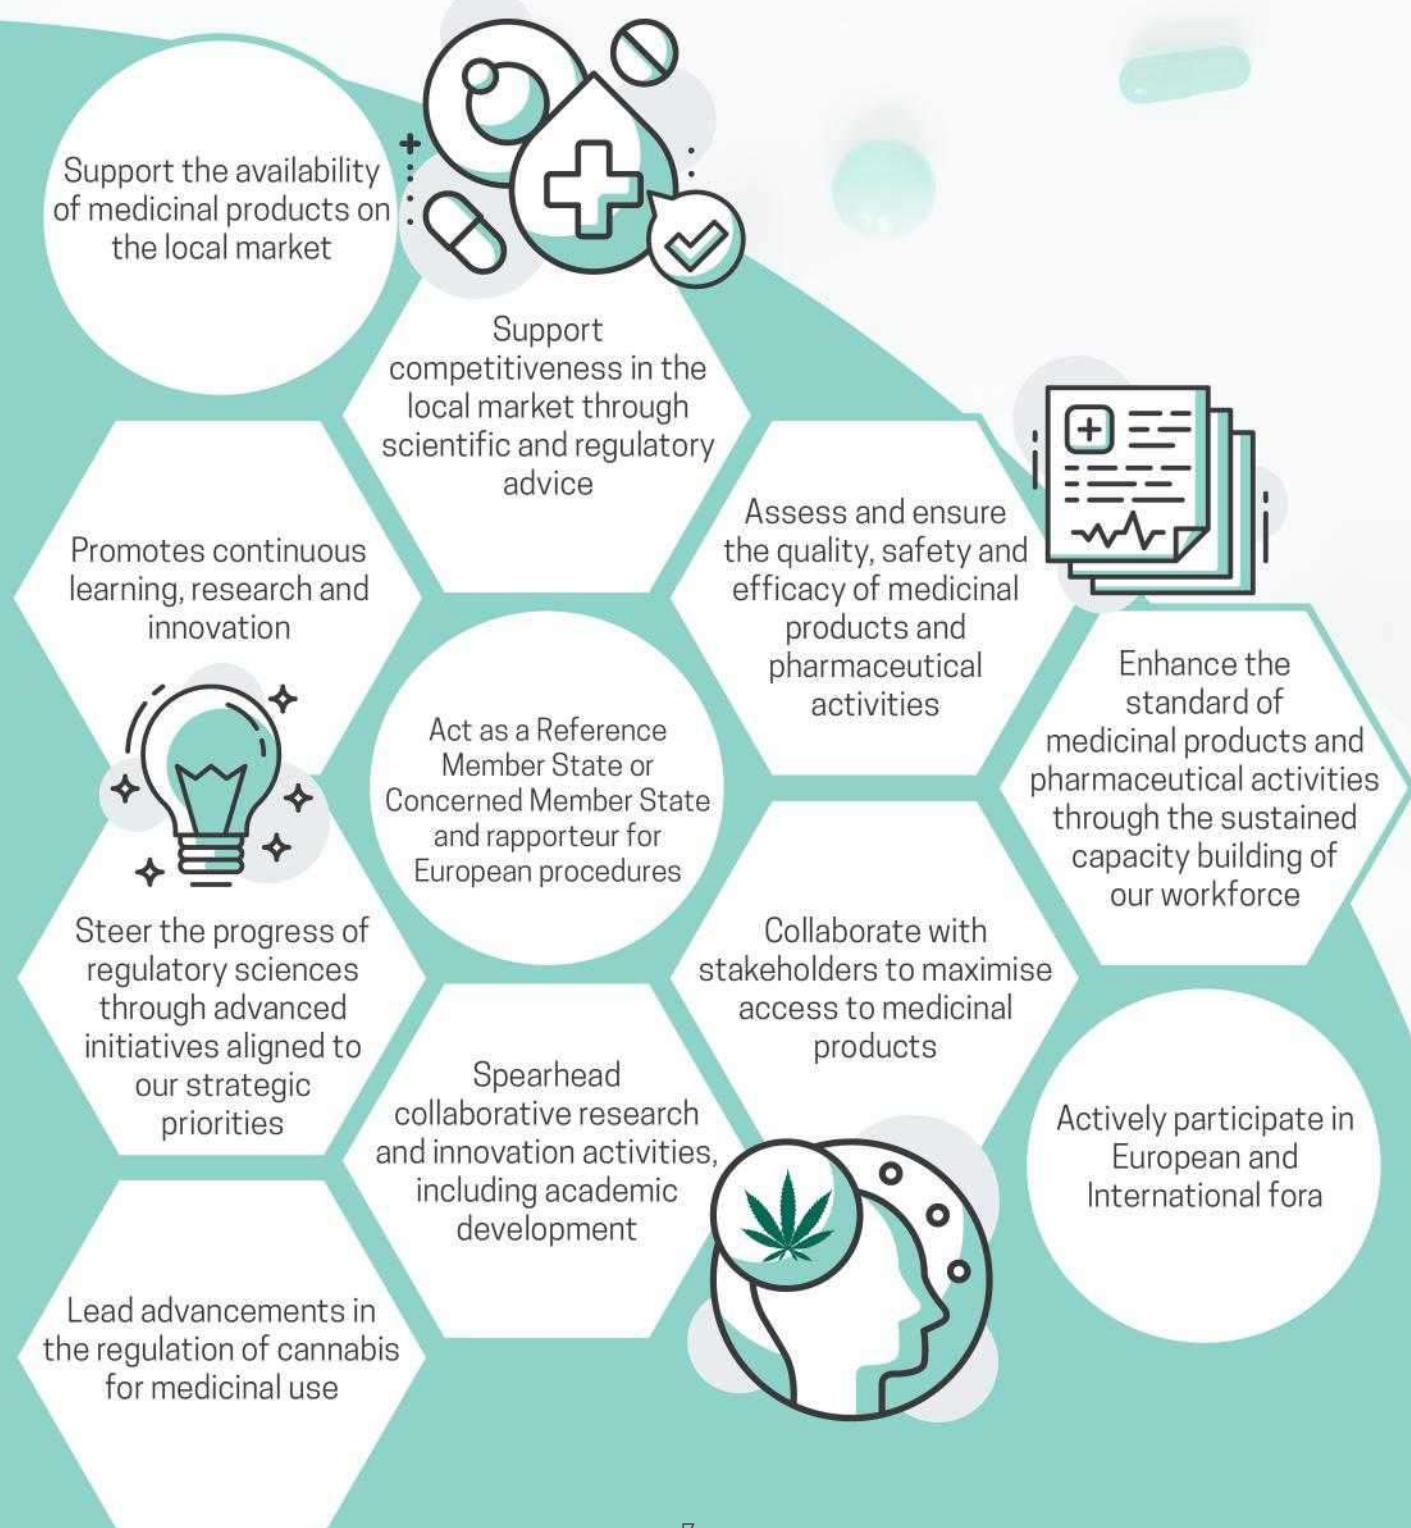 Support the availability
of medicinal products on
the local market
Support
competitiveness in the
local market through
scientific and regulatory
advice
Promotes continuous
learning, research and
innovation
Assess and ensure
the quality, safety and
efficacy of medicinal
products and
pharmaceutical
activities
Act as a Reference
Member State or
Concerned Member State
and rapporteur for
European procedures
Enhance the
standard of
medicinal products and
pharmaceutical activities
through the sustained
capacity building of
our workforce
Steer the progress of
regulatory sciences
through advanced
initiatives aligned to
our strategic
priorities
Collaborate with
stakeholders to maximise
access to medicinal
products
Spearhead
collaborative research
and innovation activities,
including academic
development
Actively participate in
European and
International fora
Lead advancements in
the regulation of cannabis
for medicinal use